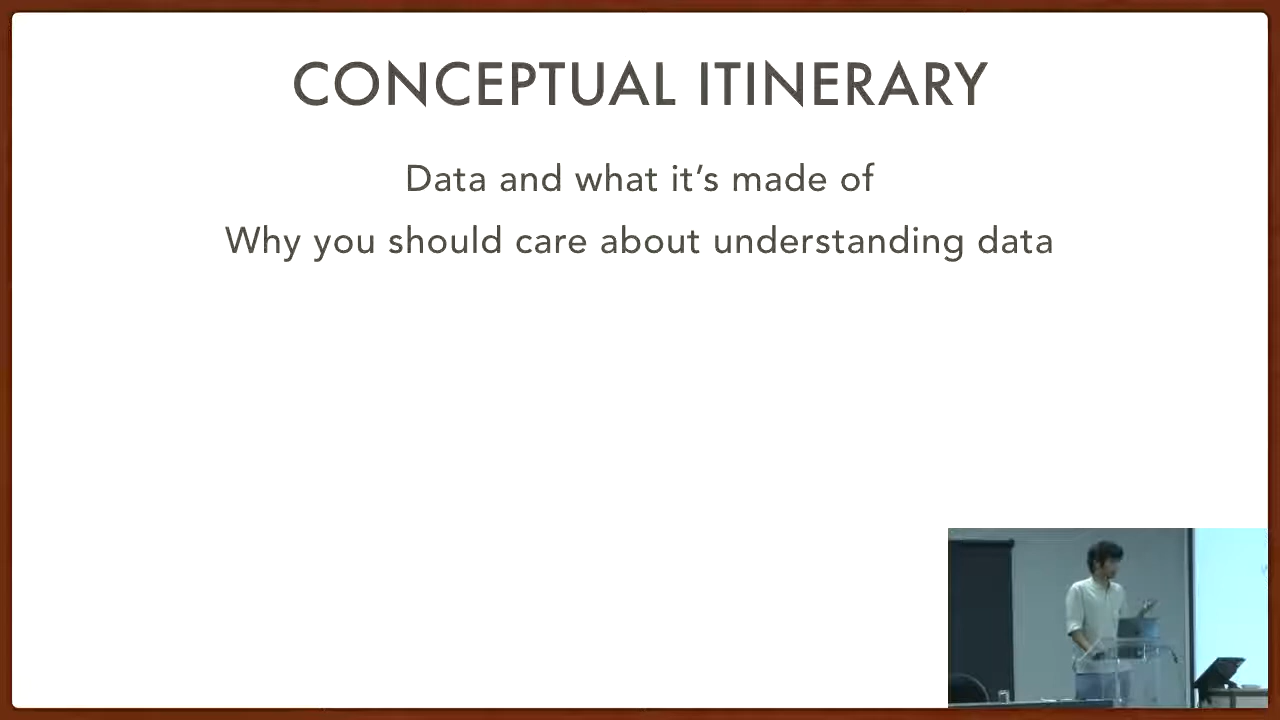 CONCEPTUAL ITINERARY
Data and what it’s made of
Why you should care about understanding data